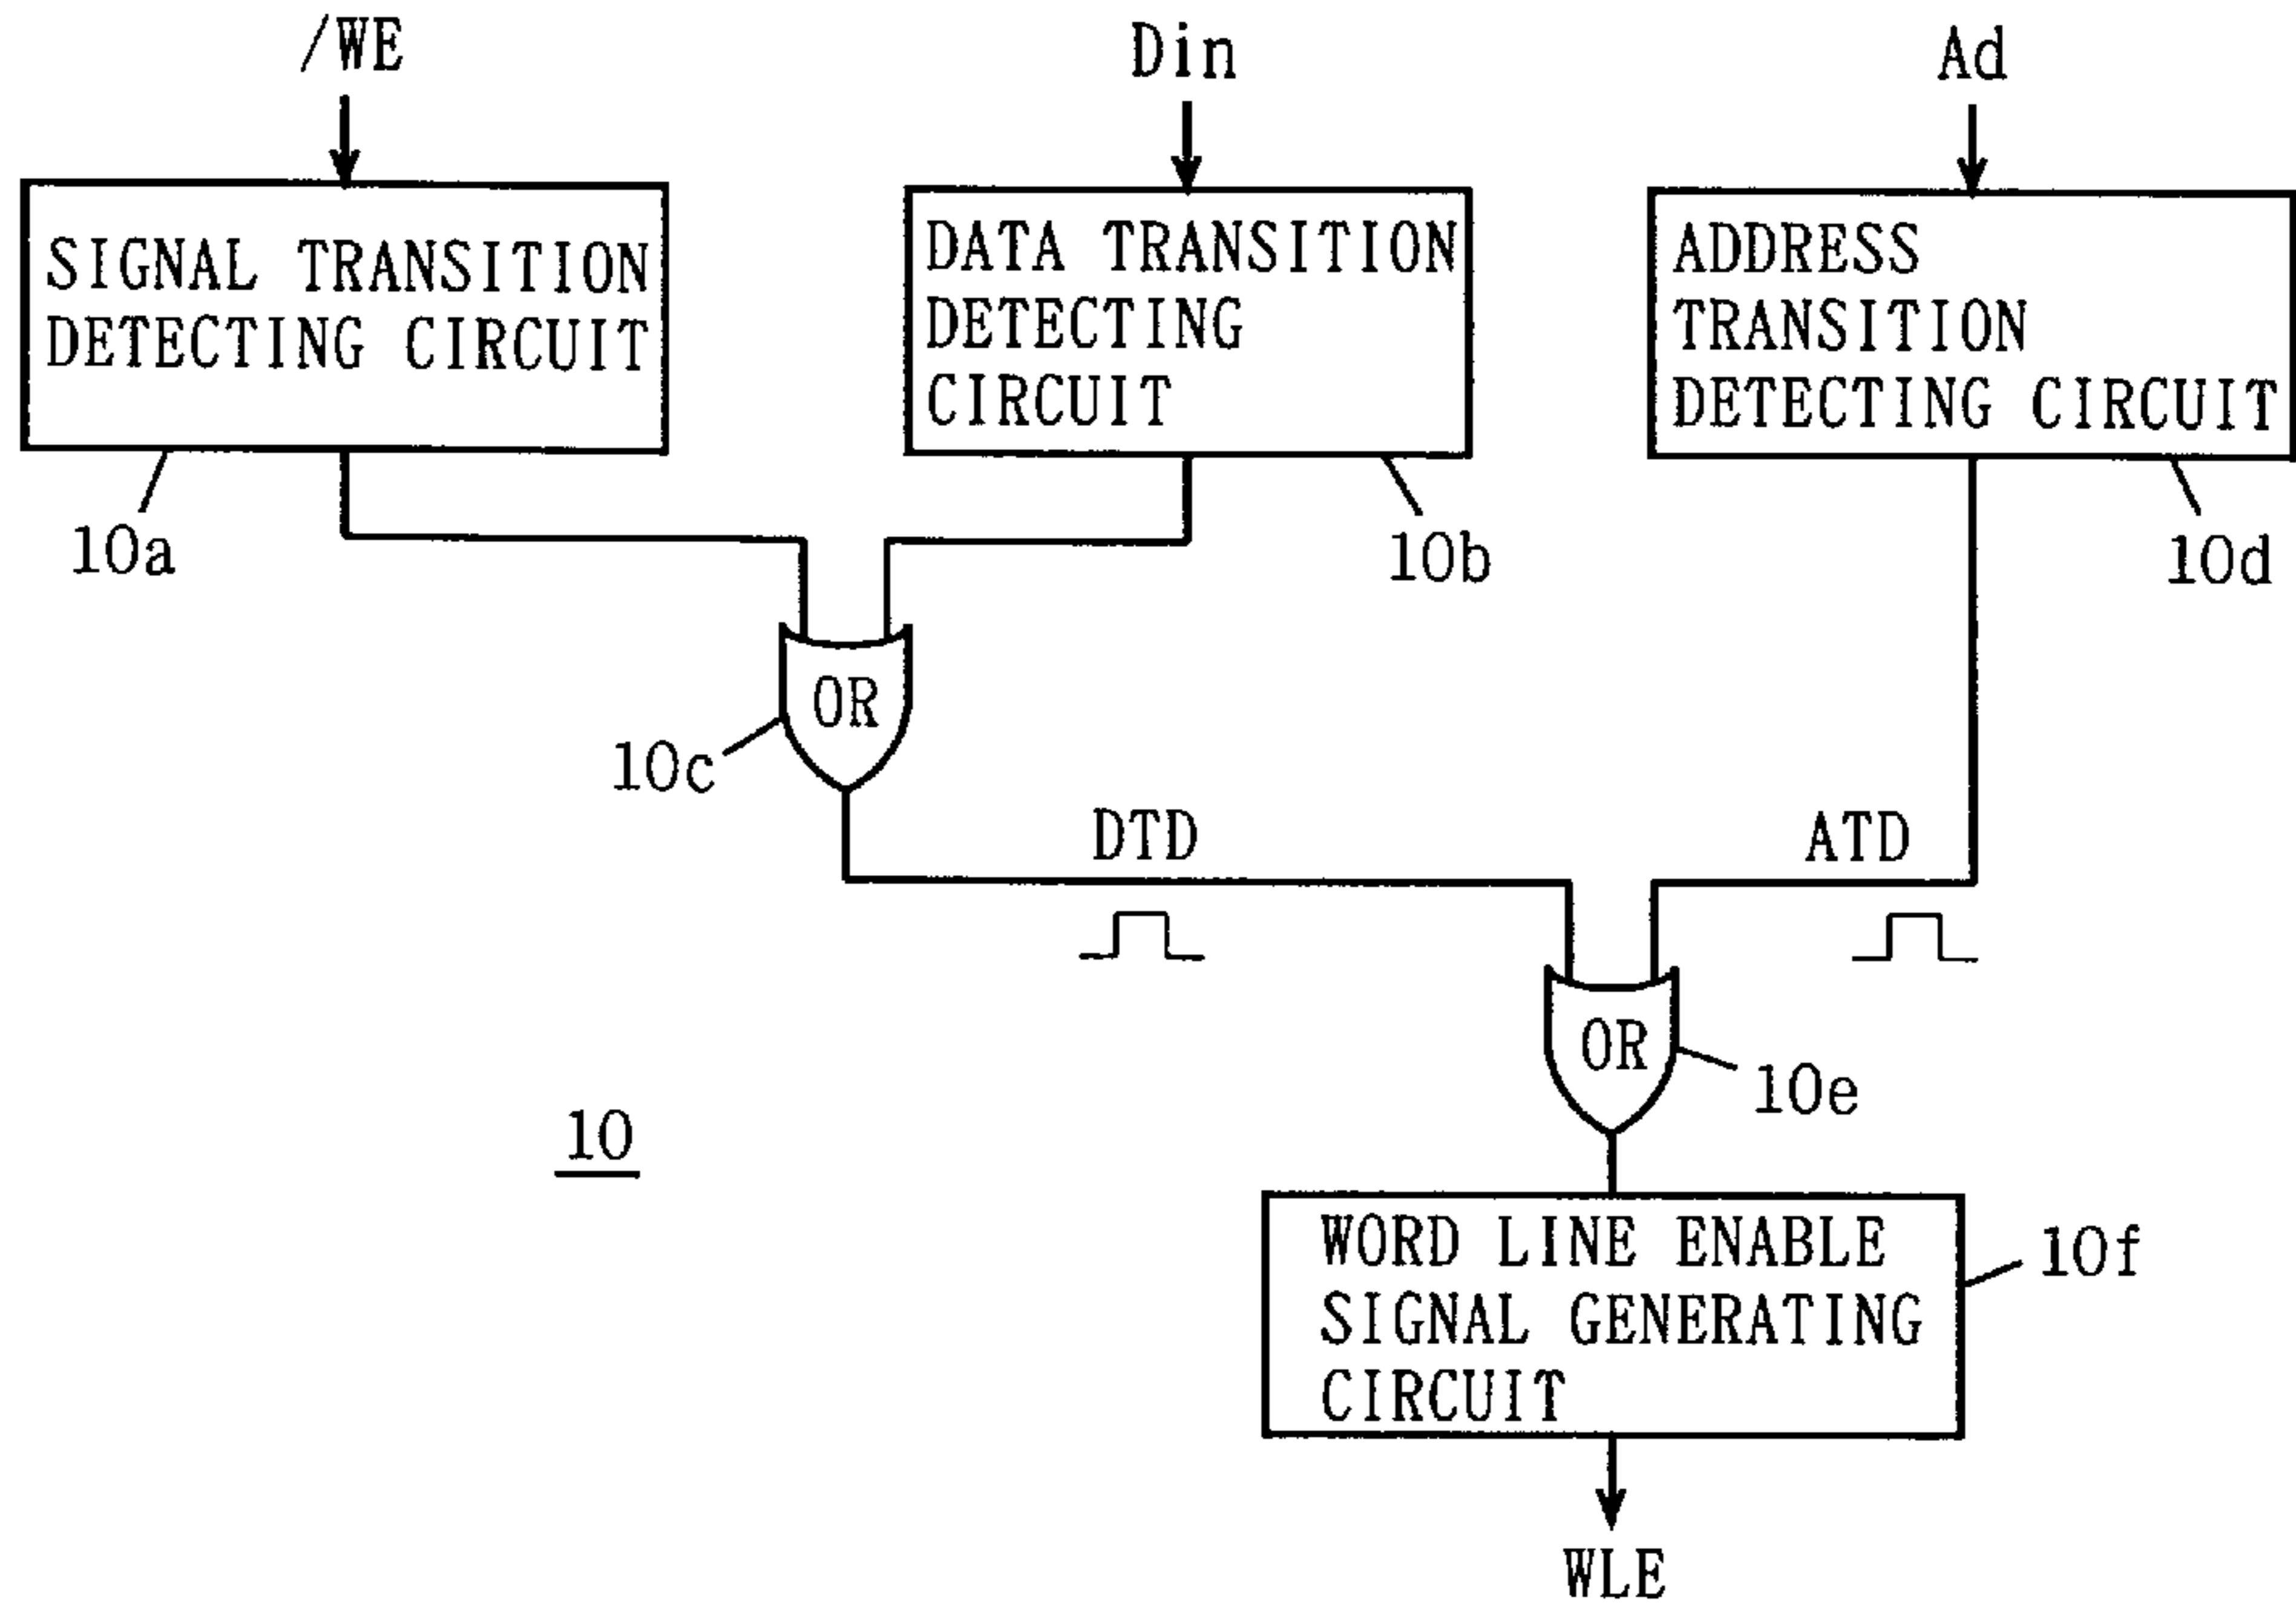 /WE
Din
Ad
SIGNAL TRANSITION
DETECTING CIRCUIT
DATA TRANSITION
DETECTING
CIRCUIT
ADDRESS
TRANSITION
DETECTING CIRCUIT
10a
10b
10d
OR
10c
DTD
ATD
OR
10e
10
WORD LINE ENABLE
SIGNAL GENERATING
CIRCUIT
10f
WLE